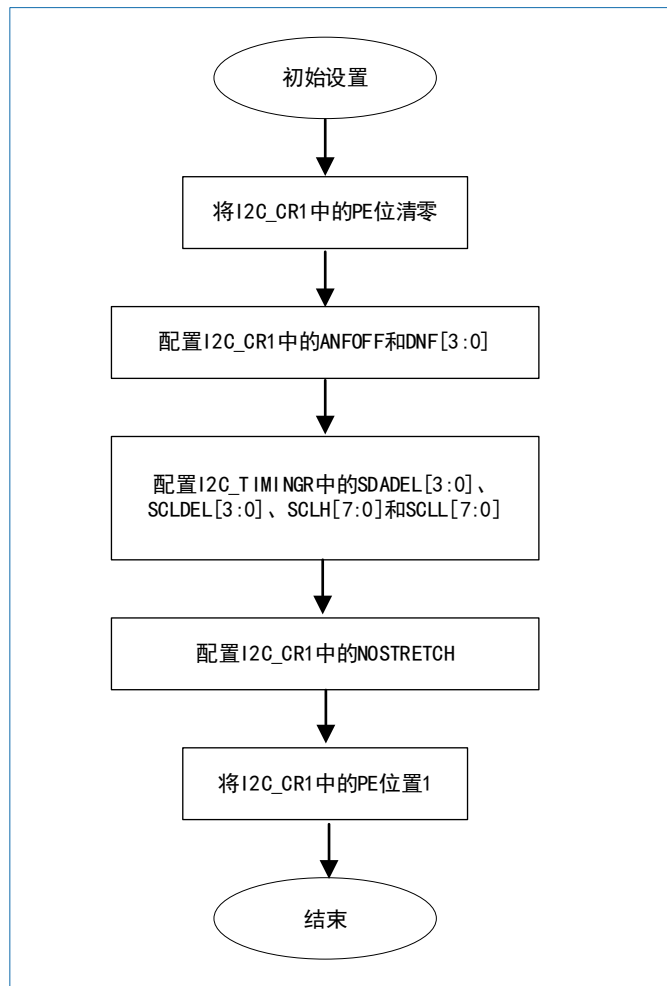 初始设置
将I2C_CR1中的PE位清零
配置I2C_CR1中的ANFOFF和DNF[3:0]
配置I2C_TIMINGR中的SDADEL[3:0]、
SCLDEL[3:0]、SCLH[7:0]和SCLL[7:0]
配置I2C_CR1中的NOSTRETCH
将I2C_CR1中的PE位置1
结束